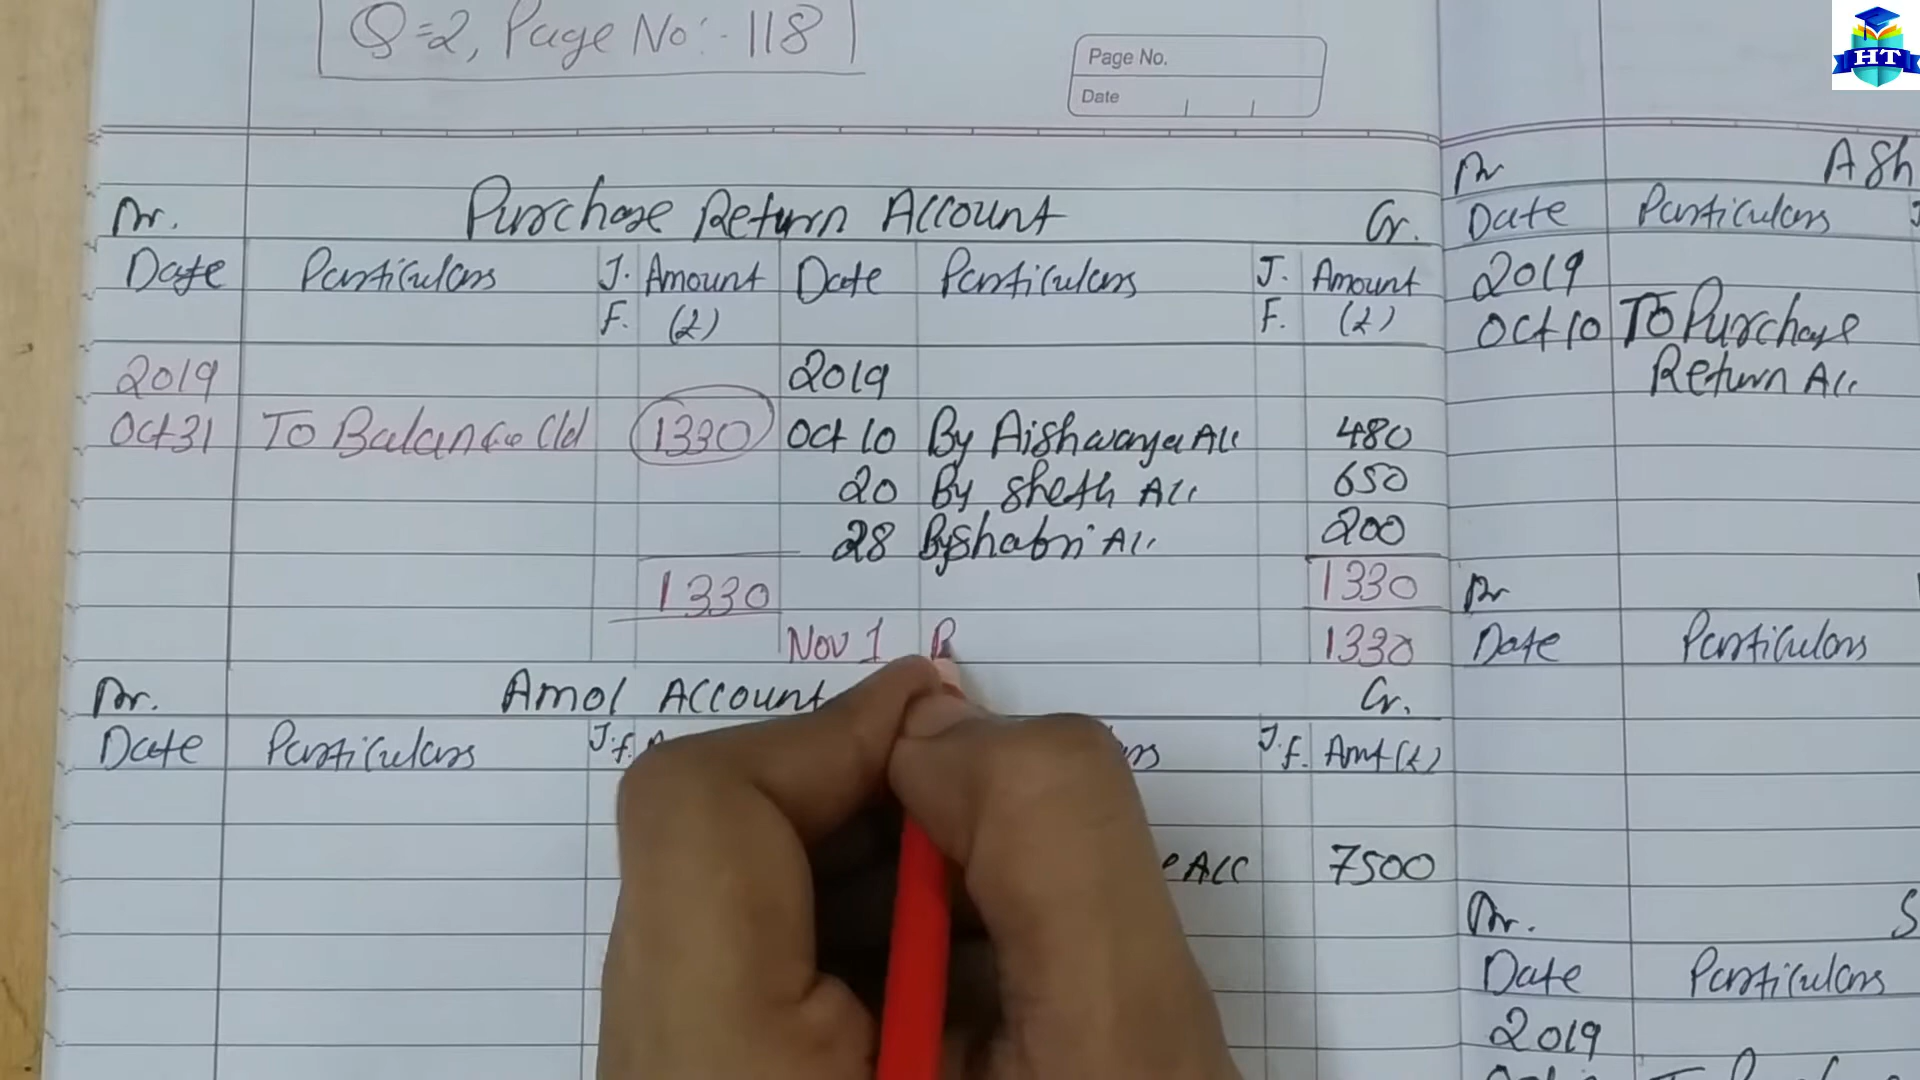 Q=2, Page No:- 118
Page No.
Date
HT
Dr. Purchase Return Account Cr.
Date Particulars J. F. Amount (₹) Date Particulars J. F. Amount (₹)
2019 2019
Oct 31 To Balance C/d 1330 Oct 10 By Aishwarya A/c 480
20 By Sheth A/c 650
28 By Shabri A/c 200
1330 1330
Nov 1 B 1330
Dr. Amol Account Cr.
Date Particulars J.f. J.f. Amt (₹)
Acc 7500
Dr Ash
Date Particulars
2019
Oct 10 To Purchase
Return A/c
Dr
Date Particulars
Dr. S
Date Particulars
2019